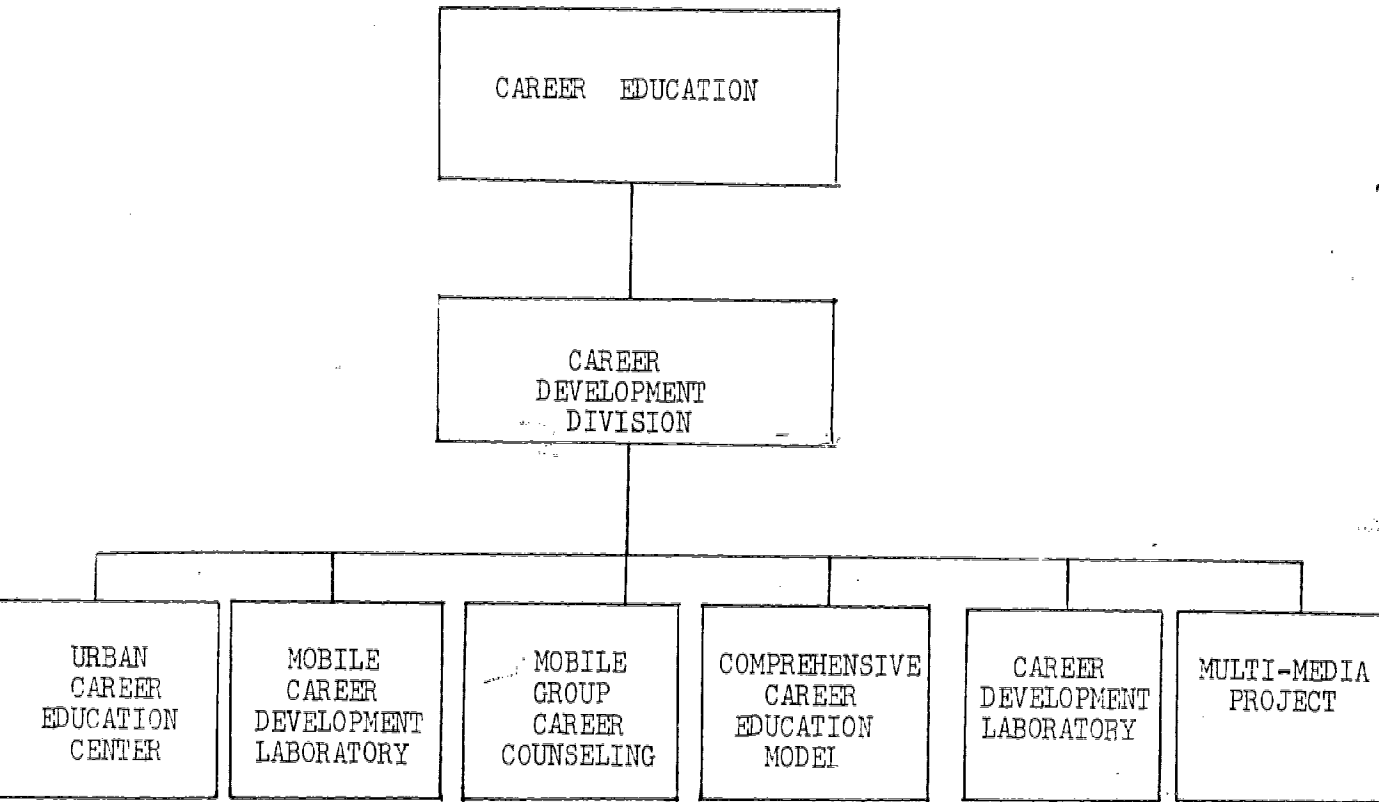 CAREER EDUCATION
CAREER
DEVELOPMENT
DIVISION
URBAN
CAREER
EDUCATION
CENTER
MOBILE
CAREER
DEVELOPMENT
LABORATORY
MOBILE
GROUP
CAREER
COUNSELING
COMPREHENSIVE
CAREER
EDUCATION
MODEL
CAREER
DEVELOPMENT
LABORATORY
MULTI-MEDIA
PROJECT